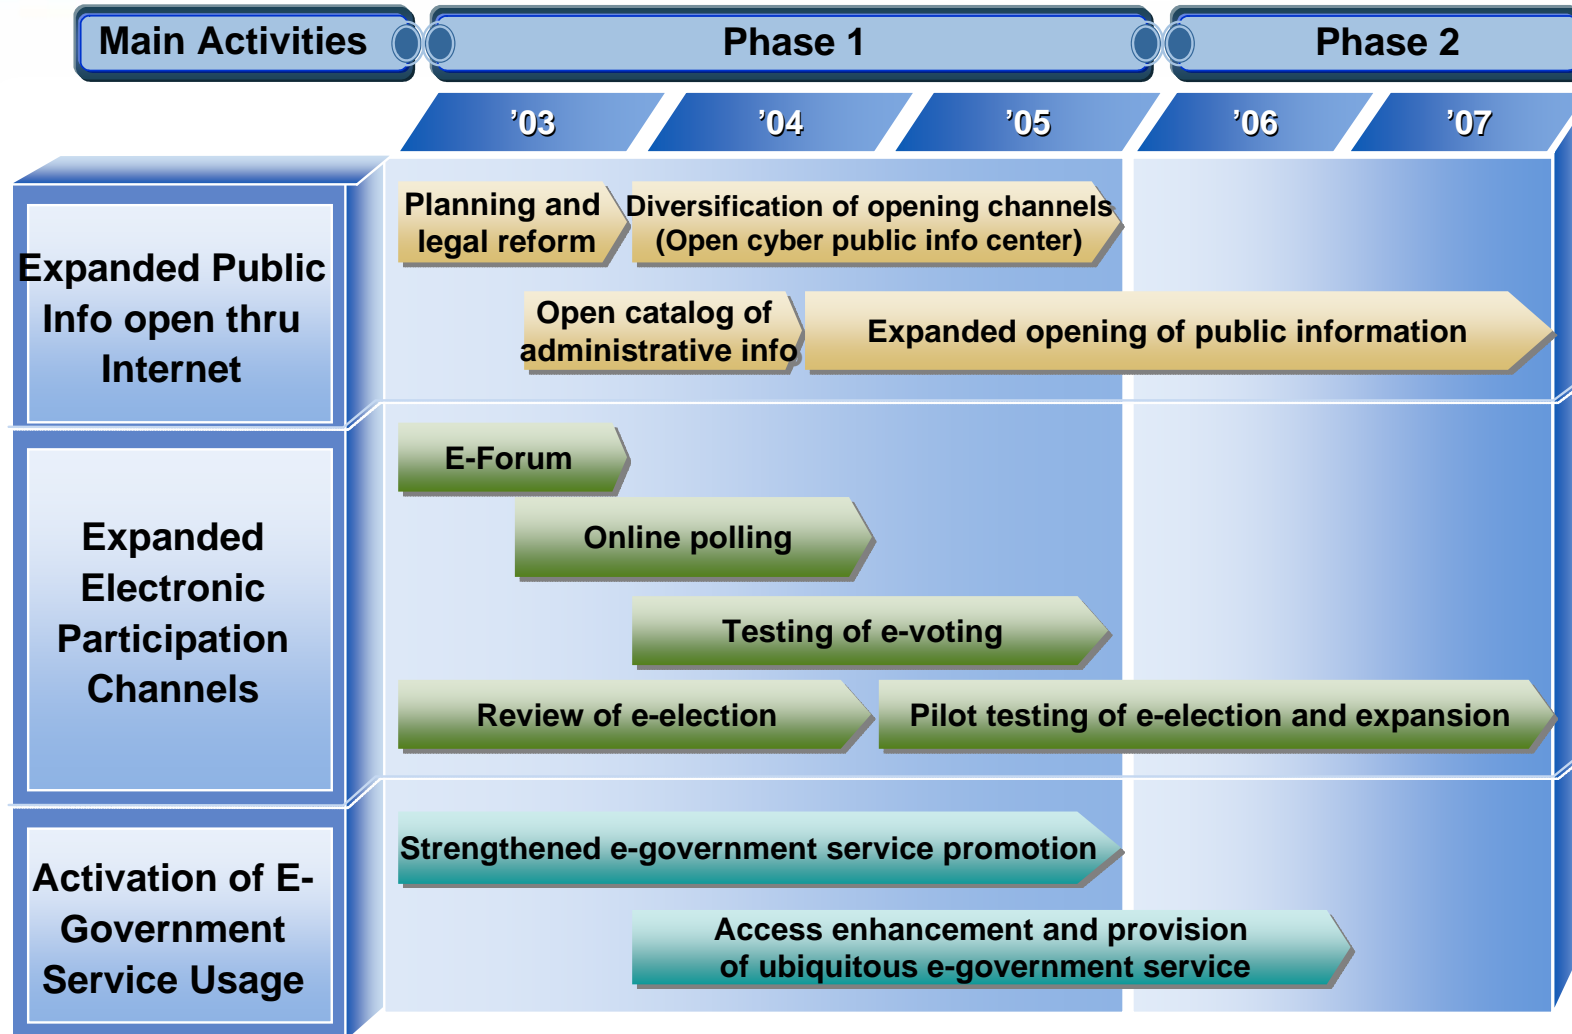 Main Activities
Phase 1
Phase 2
’03
’04
’05
’06
’07
Expanded Public
Info open thru
Internet
Planning and
legal reform
Diversification of opening channels
(Open cyber public info center)
Open catalog of
administrative info
Expanded opening of public information
Expanded
Electronic
Participation
Channels
E-Forum
Online polling
Testing of e-voting
Review of e-election
Pilot testing of e-election and expansion
Activation of E-
Government
Service Usage
Strengthened e-government service promotion
Access enhancement and provision
of ubiquitous e-government service